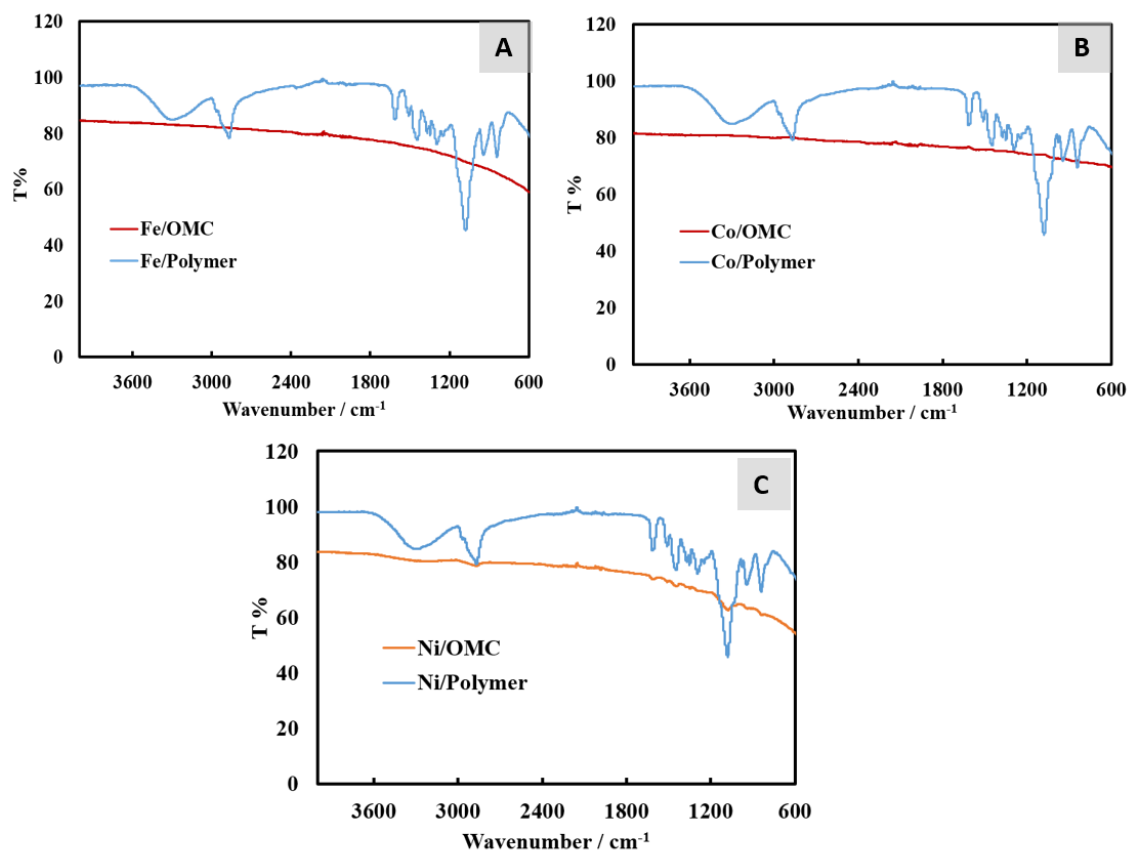 A
120%
100%
80%
60%
40%
20%
0
T%
Fe/OMC
Fe/Polymer
3600 3000 2400 1800 1200 600
Wavenumber / cm⁻¹
B
120%
100%
80%
60%
40%
20%
0
T %
Co/OMC
Co/Polymer
3600 3000 2400 1800 1200 600
Wavenumber / cm⁻¹
C
120
100
80
60
40
20
0
T %
Ni/OMC
Ni/Polymer
3600 3000 2400 1800 1200 600
Wavenumber / cm⁻¹